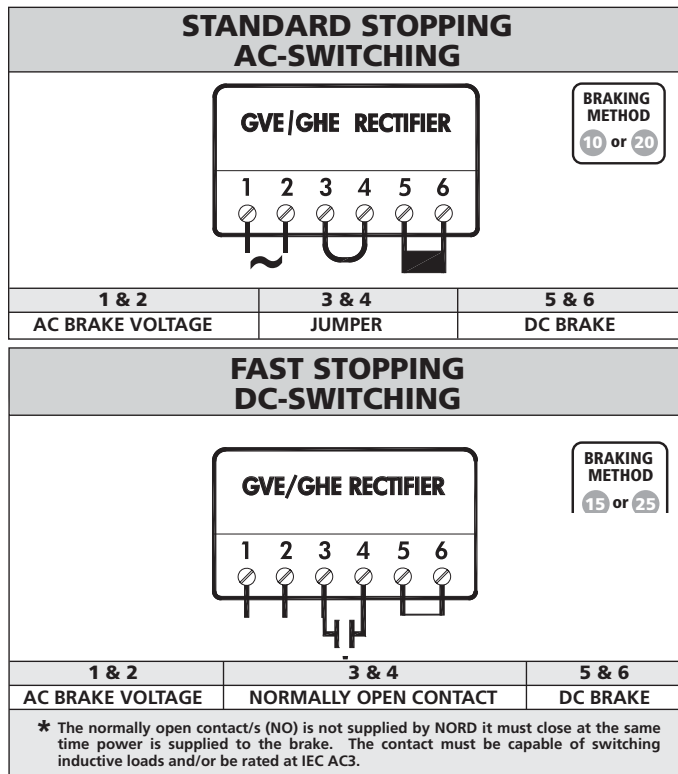 STANDARD STOPPING
AC-SWITCHING
BRAKING
METHOD
10 or 20
GVE/GHE RECTIFIER
1 2 3 4 5 6
~
1 & 2 3 & 4 5 & 6
AC BRAKE VOLTAGE JUMPER DC BRAKE
FAST STOPPING
DC-SWITCHING
BRAKING
METHOD
15 or 25
GVE/GHE RECTIFIER
1 2 3 4 5 6
1 & 2 3 & 4 5 & 6
AC BRAKE VOLTAGE NORMALLY OPEN CONTACT DC BRAKE
* The normally open contact/s (NO) is not supplied by NORD it must close at the same
time power is supplied to the brake. The contact must be capable of switching
inductive loads and/or be rated at IEC AC3.